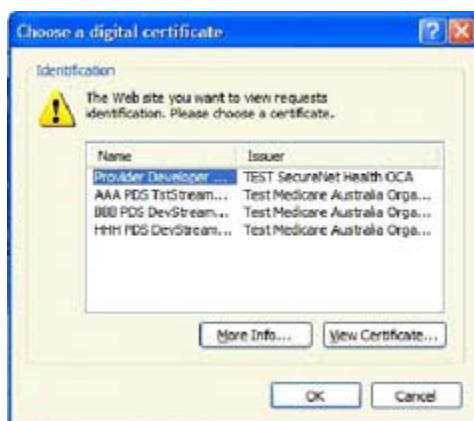 Choose a digital certificate
Identification
The Web site you want to view requests
identification. Please choose a certificate.
Name Issuer
Provider Developer ... TEST SecureNet Health OCA
AAA PDS TstStream... Test Medicare Australia Orga...
BBB PDS DevStream... Test Medicare Australia Orga...
HHH PDS DevStream... Test Medicare Australia Orga...
More Info... View Certificate...
OK Cancel